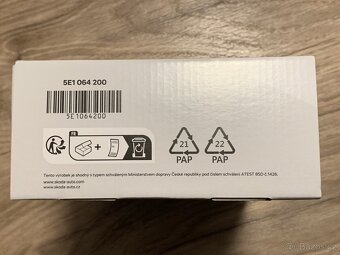 5E1 064 200
5E1064200
FR
+
21
PAP
22
PAP
Tento výrobek je shodný s typem schváleným Ministerstvem dopravy České republiky pod číslem schválení ATEST 8SD-č.1426.
www.skoda-auto.com
www.skoda-auto.cz